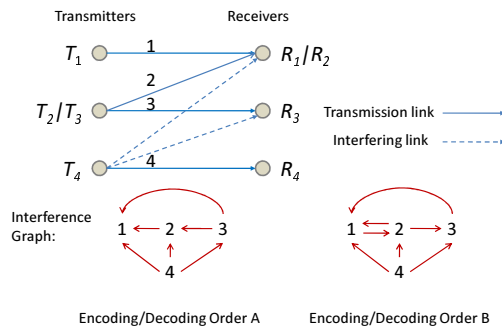 Transmitters
Receivers
T1
1
R1/R2
2
T2/T3
3
R3
Transmission link
Interfering link
T4
4
R4
Interference
Graph:
1 2 3
4
1 2 3
4
Encoding/Decoding Order A
Encoding/Decoding Order B